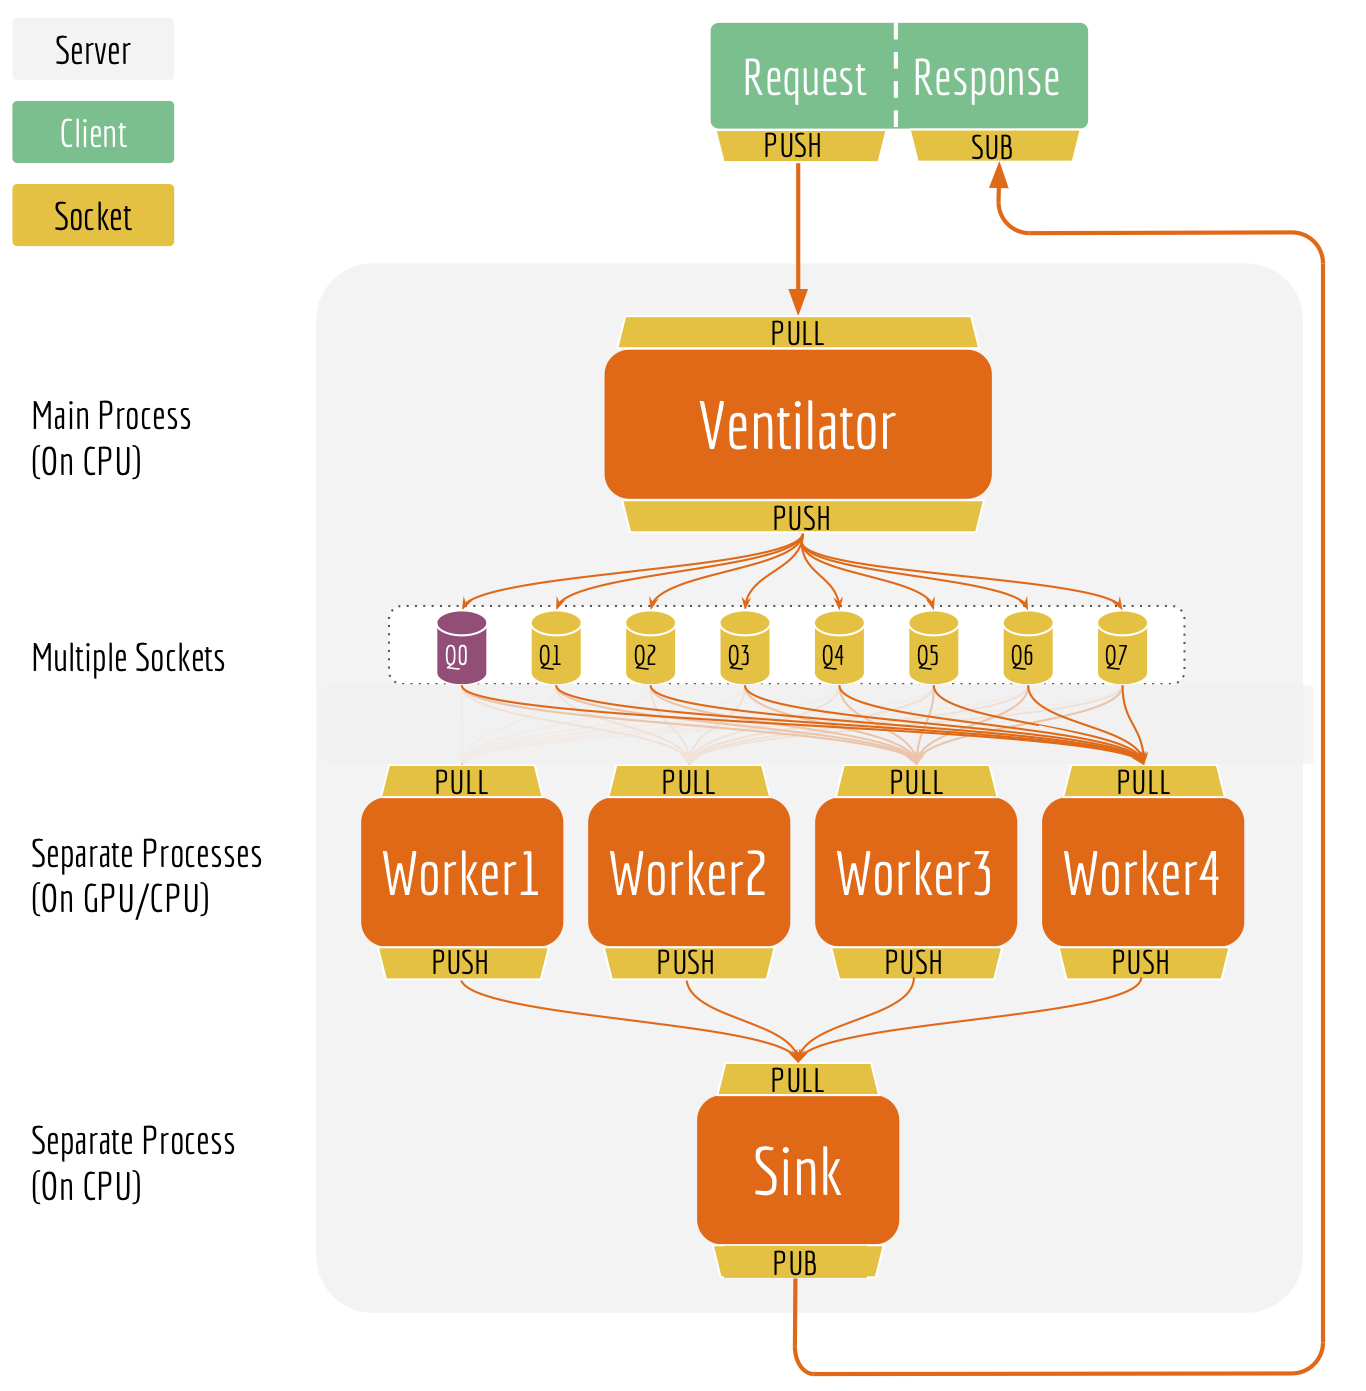 Server
Client
Socket
Request
Response
PUSH
SUB
PULL
Main Process
(On CPU)
Ventilator
PUSH
Multiple Sockets
Q0
Q1
Q2
Q3
Q4
Q5
Q6
Q7
PULL
PULL
PULL
PULL
Separate Processes
(On GPU/CPU)
Worker1
Worker2
Worker3
Worker4
PUSH
PUSH
PUSH
PUSH
PULL
Separate Process
(On CPU)
Sink
PUB